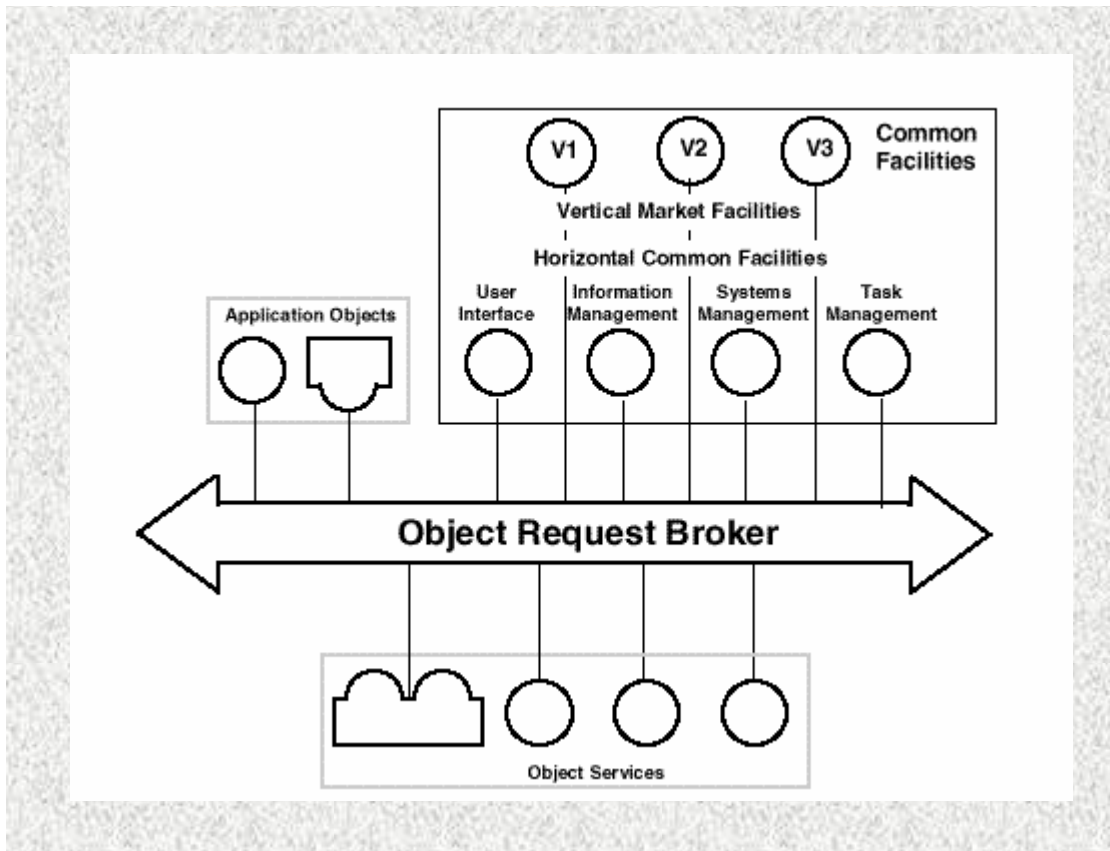 V1
V2
V3
Common
Facilities
Vertical Market Facilities
Horizontal Common Facilities
User
Interface
Information
Management
Systems
Management
Task
Management
Application Objects
Object Request Broker
Object Services